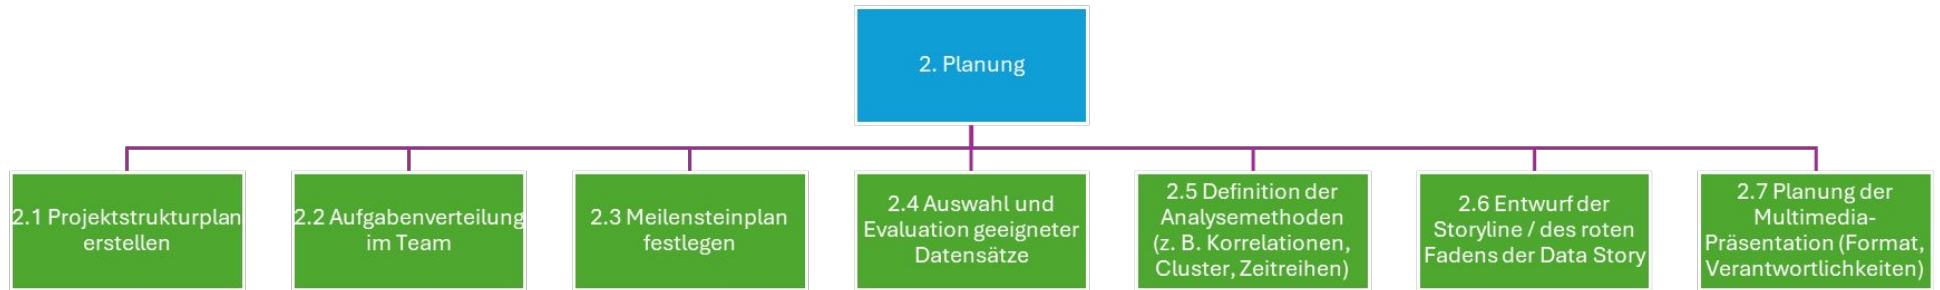 2. Planung
2.1 Projektstrukturplan
erstellen
2.2 Aufgabenverteilung
im Team
2.3 Meilensteinplan
festlegen
2.4 Auswahl und
Evaluation geeigneter
Datensätze
2.5 Definition der
Analysemethoden
(z. B. Korrelationen,
Cluster, Zeitreihen)
2.6 Entwurf der
Storyline / des roten
Fadens der Data Story
2.7 Planung der
Multimedia-
Präsentation (Format,
Verantwortlichkeiten)